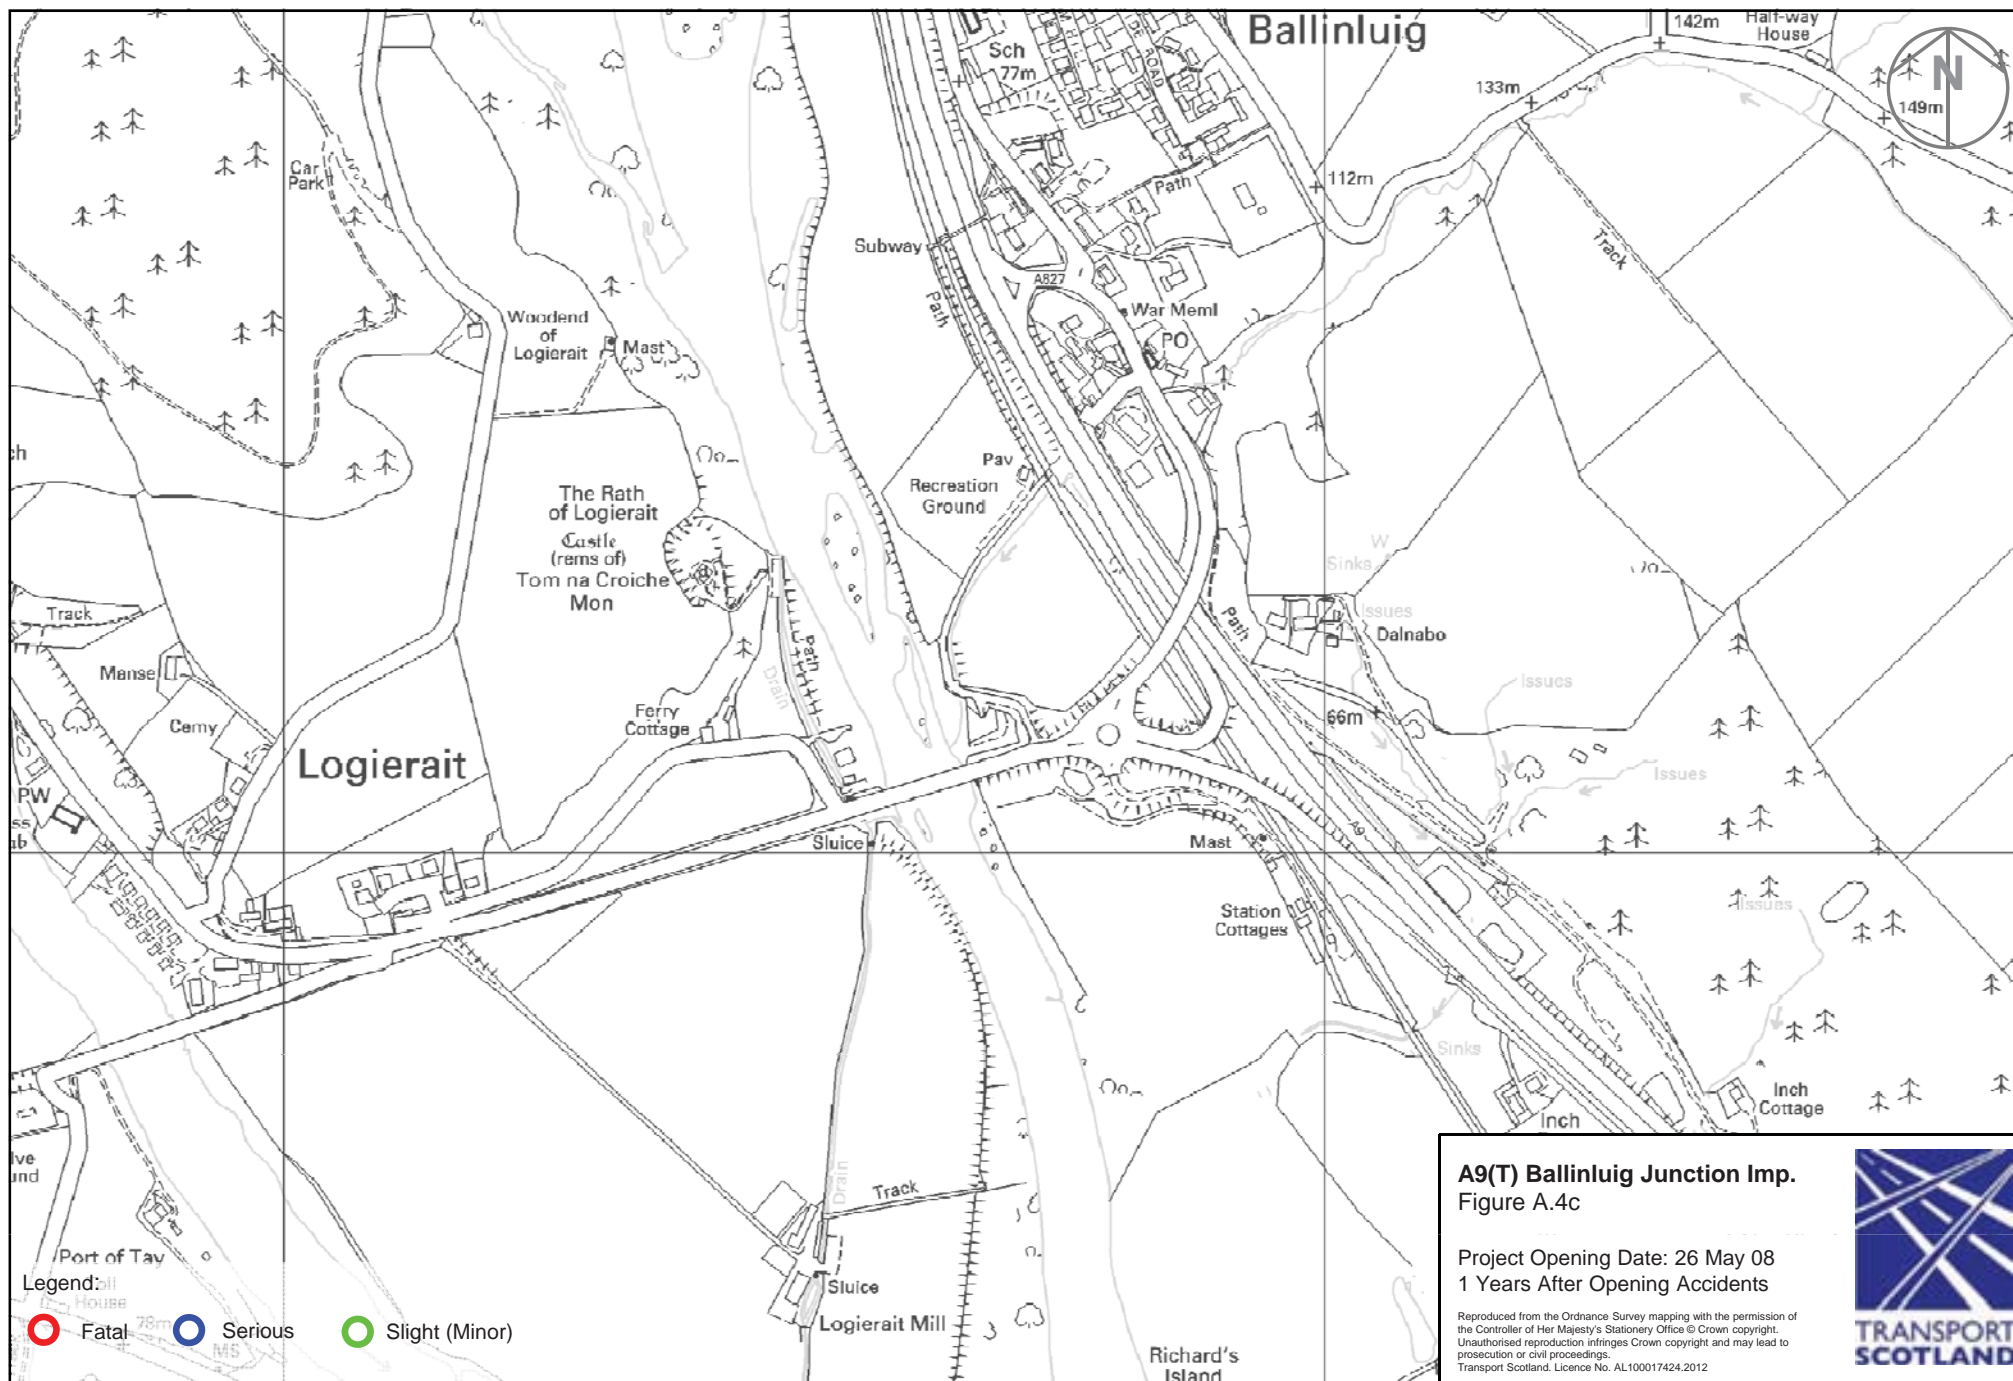 Ballinluig
Sch
77m
ROAD
142m
Half-way
House
N
133m
149m
Car
Park
112m
Path
Subway
Track
A827
Path
Woodend
of
Logierait
War Meml
Mast
PO
Pav
Recreation
Ground
The Rath
of Logierait
Castle
(rems of)
Tom na Croiche
Mon
W
Sinks
Issues
Track
Path
Dalnabo
Manse
Path
Drain
Issues
Cemy
Ferry
Cottage
66m
Logierait
Issues
PW
A9
Sluice
Mast
Issues
Station
Cottages
Sinks
Inch
Cottage
Inch
Drain
Track
Port of Tay
House
78m
MS
Sluice
Logierait Mill
Richard's
Island
Legend:
Fatal
Serious
Slight (Minor)
A9(T) Ballinluig Junction Imp.
Figure A.4c
Project Opening Date: 26 May 08
1 Years After Opening Accidents
Reproduced from the Ordnance Survey mapping with the permission of
the Controller of Her Majesty's Stationery Office © Crown copyright.
Unauthorised reproduction infringes Crown copyright and may lead to
prosecution or civil proceedings.
Transport Scotland. Licence No. AL100017424.2012
TRANSPORT
SCOTLAND